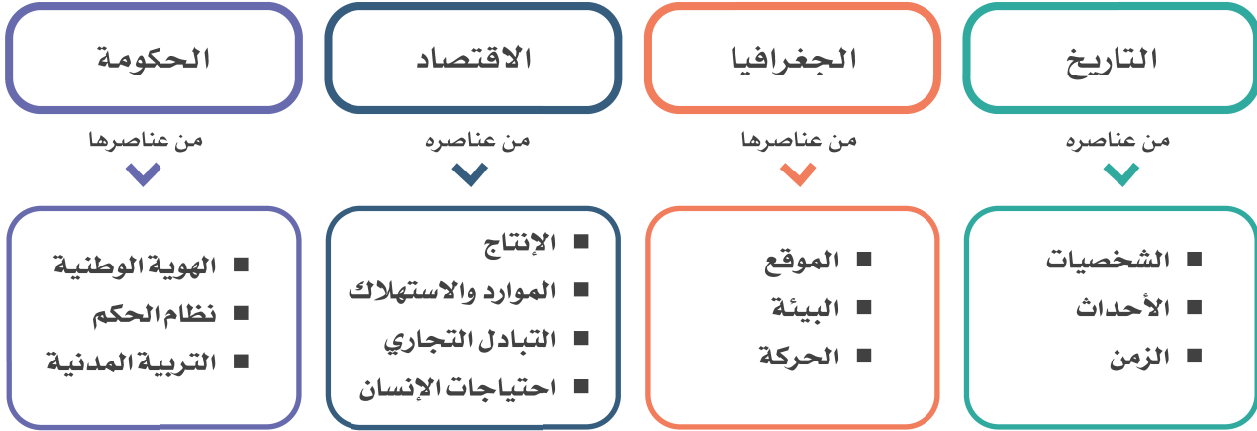 التاريخ
من عناصره
■ الشخصيات
■ الأحداث
■ الزمن
الجغرافيا
من عناصرها
■ الموقع
■ البيئة
■ الحركة
الاقتصاد
من عناصره
■ الإنتاج
■ الموارد والاستهلاك
■ التبادل التجاري
■ احتياجات الإنسان
الحكومة
من عناصرها
■ الهوية الوطنية
■ نظام الحكم
■ التربية المدنية